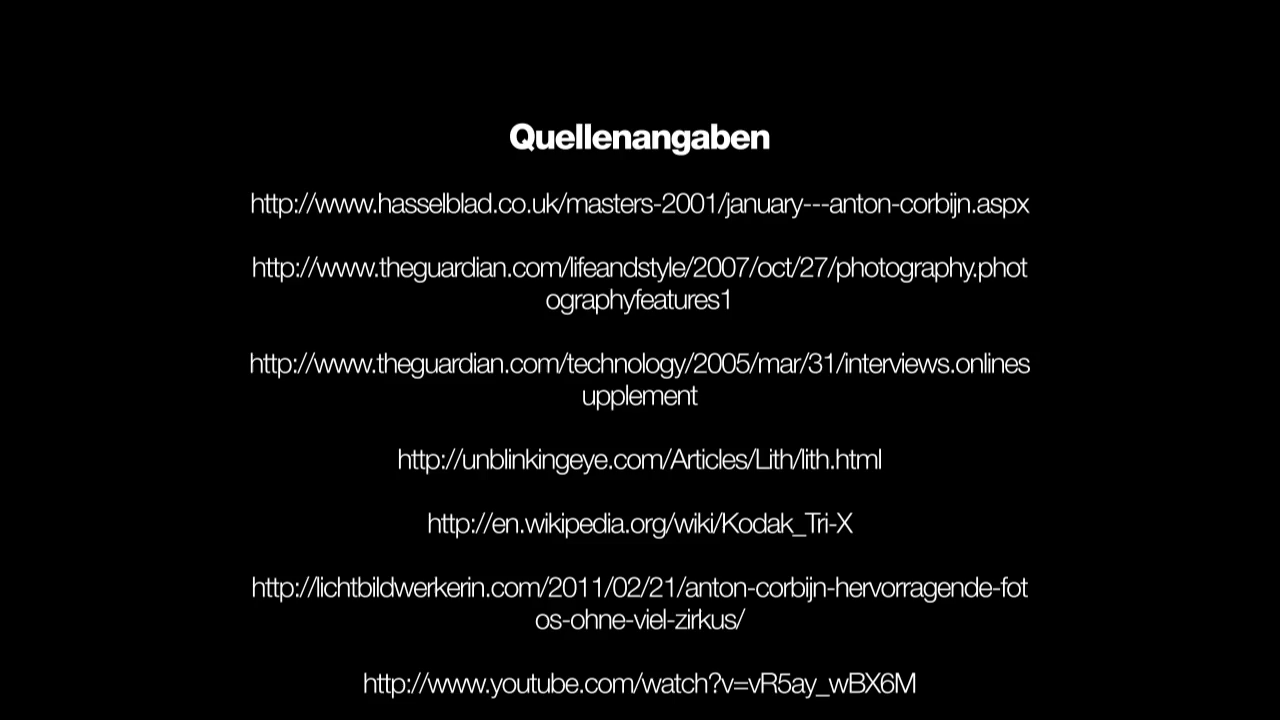 Quellenangaben
http://www.hasselblad.co.uk/masters-2001/january---anton-corbijn.aspx
http://www.theguardian.com/lifeandstyle/2007/oct/27/photography.phot
ographyfeatures1
http://www.theguardian.com/technology/2005/mar/31/interviews.onlines
upplement
http://unblinkingeye.com/Articles/Lith/lith.html
http://en.wikipedia.org/wiki/Kodak_Tri-X
http://lichtbildwerkerin.com/2011/02/21/anton-corbijn-hervorragende-fot
os-ohne-viel-zirkus/
http://www.youtube.com/watch?v=vR5ay_wBX6M